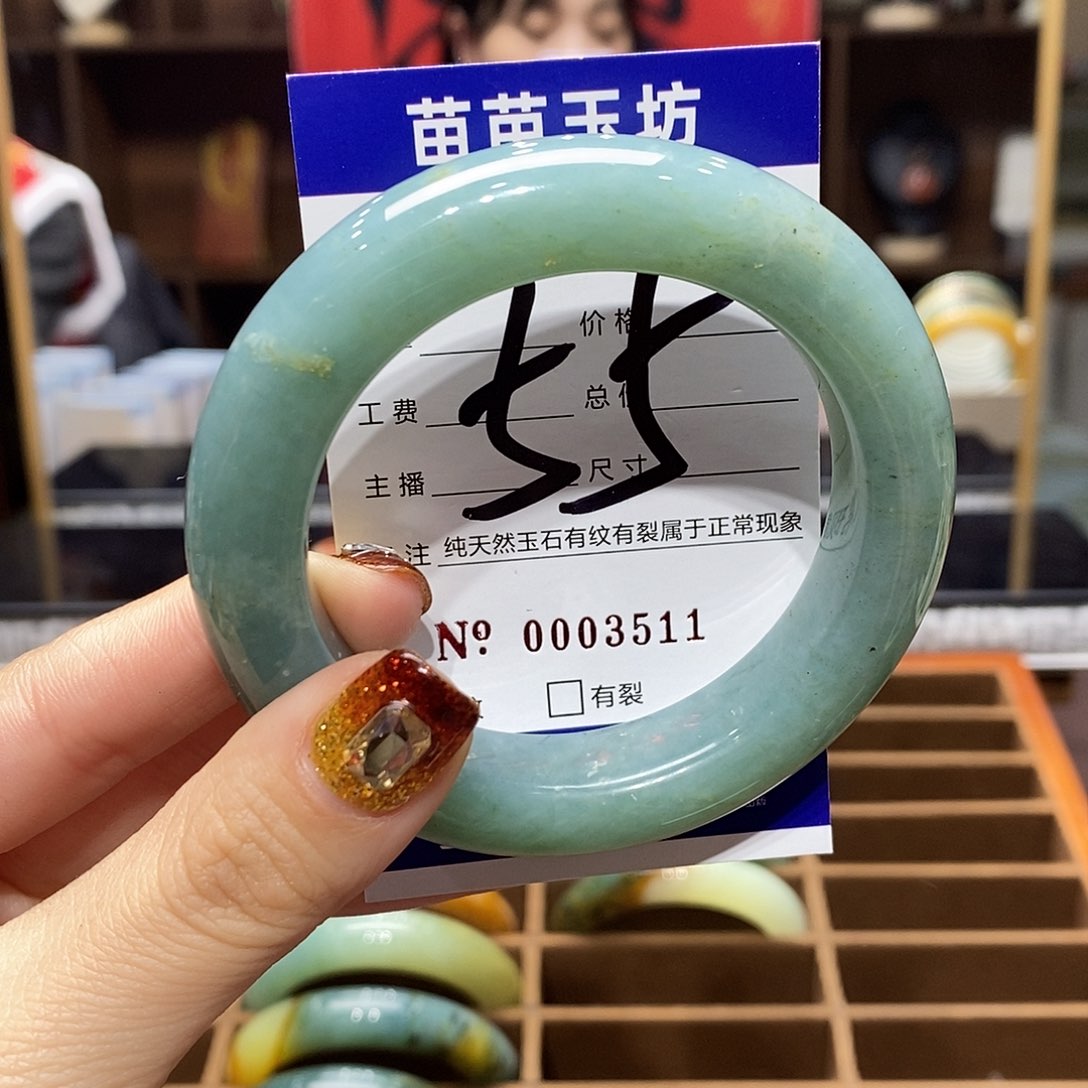 苗苗玉坊
55
价格
工费
总价
主播
尺寸
注 纯天然玉石有纹有裂属于正常现象
Nº 0003511
有裂